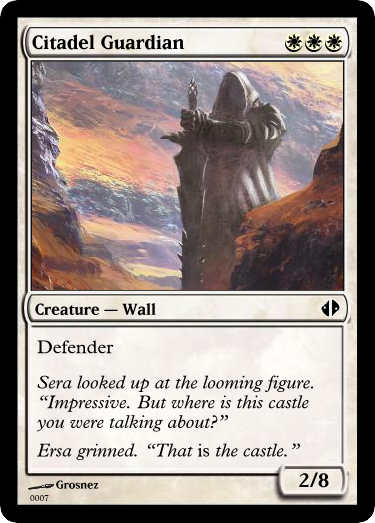 Citadel Guardian
Creature — Wall
Defender
Sera looked up at the looming figure.
“Impressive. But where is this castle
you were talking about?”
Ersa grinned. “That is the castle.”
2/8
Grosnez
0007